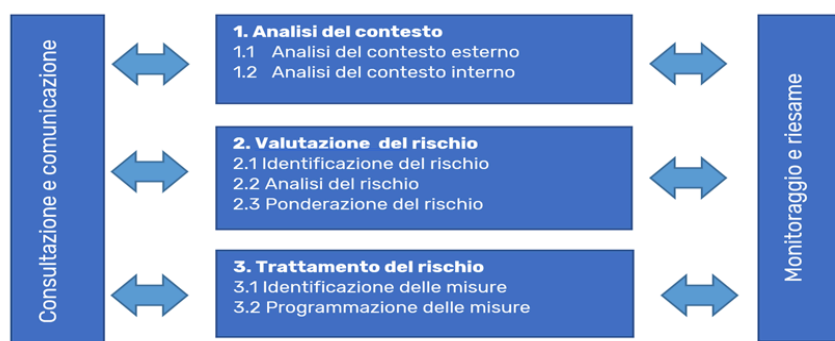 Consultazione e comunicazione
1. Analisi del contesto
1.1 Analisi del contesto esterno
1.2 Analisi del contesto interno
2. Valutazione del rischio
2.1 Identificazione del rischio
2.2 Analisi del rischio
2.3 Ponderazione del rischio
3. Trattamento del rischio
3.1 Identificazione delle misure
3.2 Programmazione delle misure
Monitoraggio e riesame